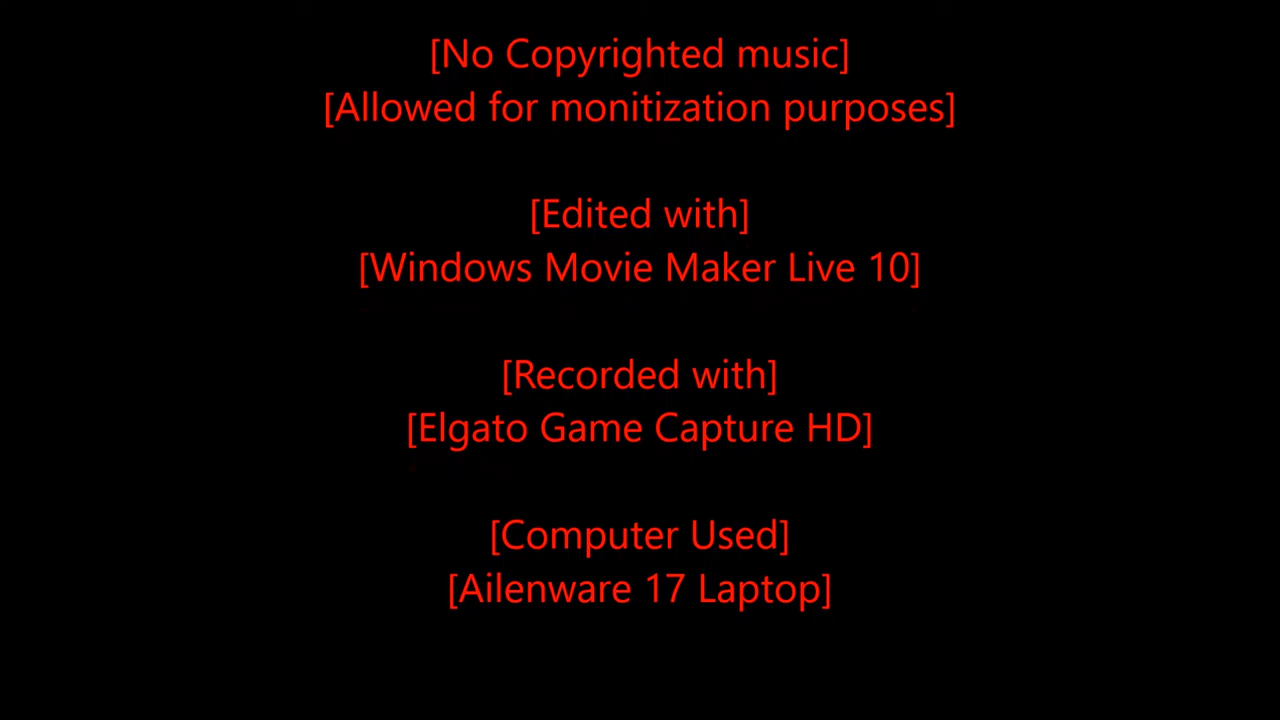 [No Copyrighted music]
[Allowed for monitization purposes]
[Edited with]
[Windows Movie Maker Live 10]
[Recorded with]
[Elgato Game Capture HD]
[Computer Used]
[Ailenware 17 Laptop]